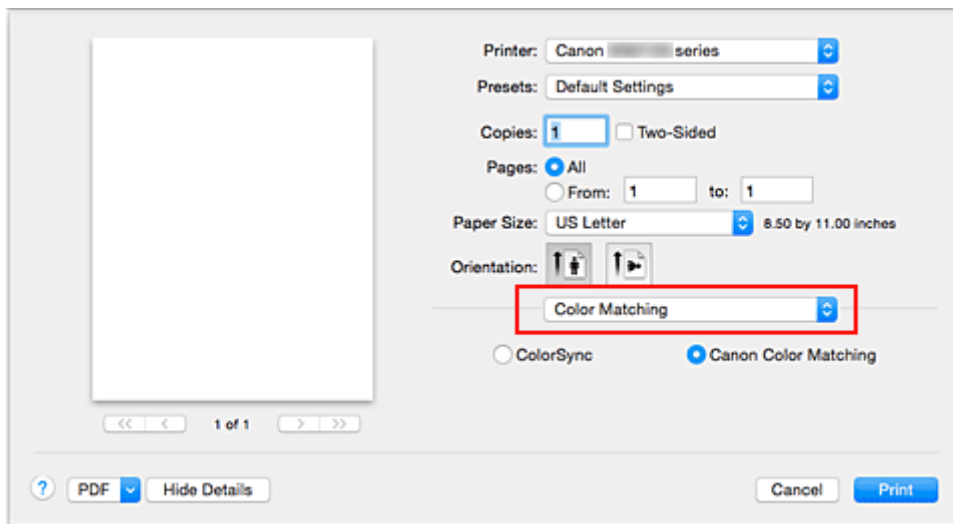 Printer: Canon series
Presets: Default Settings
Copies: 1 Two-Sided
Pages: All
From: 1 to: 1
Paper Size: US Letter 8.50 by 11.00 inches
Orientation:
Color Matching
ColorSync Canon Color Matching
<< < 1 of 1 > >>
? PDF Hide Details Cancel Print